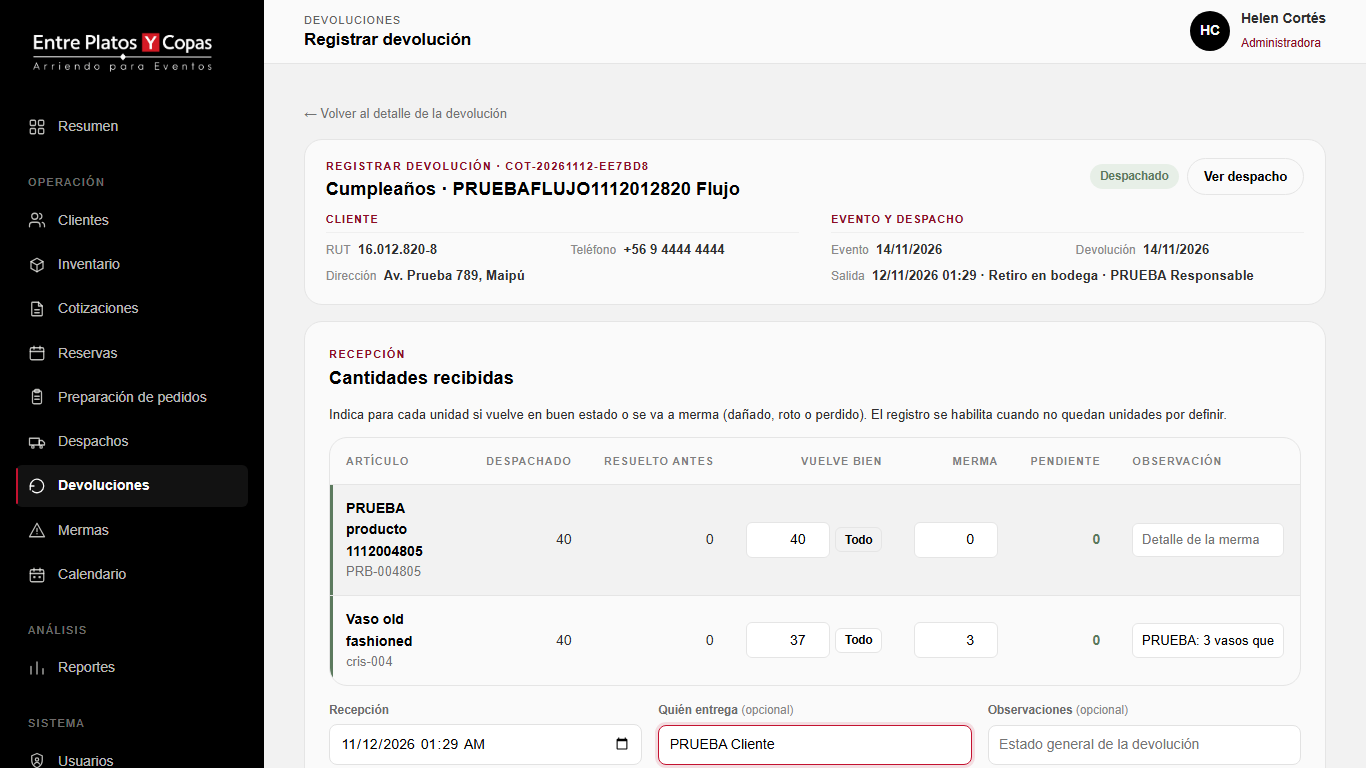 Entre Platos Y Copas
Arriendo para Eventos
Resumen
OPERACIÓN
Clientes
Inventario
Cotizaciones
Reservas
Preparación de pedidos
Despachos
Devoluciones
Mermas
Calendario
ANÁLISIS
Reportes
SISTEMA
Usuarios
DEVOLUCIONES
Registrar devolución
HC
Helen Cortés
Administradora
← Volver al detalle de la devolución
REGISTRAR DEVOLUCIÓN · COT-20261112-EE7BD8
Cumpleaños · PRUEBAFLUJO1112012820 Flujo
Despachado
Ver despacho
CLIENTE
RUT 16.012.820-8 Teléfono +56 9 4444 4444
Dirección Av. Prueba 789, Maipú
EVENTO Y DESPACHO
Evento 14/11/2026 Devolución 14/11/2026
Salida 12/11/2026 01:29 · Retiro en bodega · PRUEBA Responsable
RECEPCIÓN
Cantidades recibidas
Indica para cada unidad si vuelve en buen estado o se va a merma (dañado, roto o perdido). El registro se habilita cuando no quedan unidades por definir.
ARTÍCULO DESPACHADO RESUELTO ANTES VUELVE BIEN MERMA PENDIENTE OBSERVACIÓN
PRUEBA
producto
1112004805
PRB-004805
40 0 40 Todo 0 0 Detalle de la merma
Vaso old
fashioned
cris-004
40 0 37 Todo 3 0 PRUEBA: 3 vasos que
Recepción
11/12/2026 01:29 AM
Quién entrega (opcional)
PRUEBA Cliente
Observaciones (opcional)
Estado general de la devolución